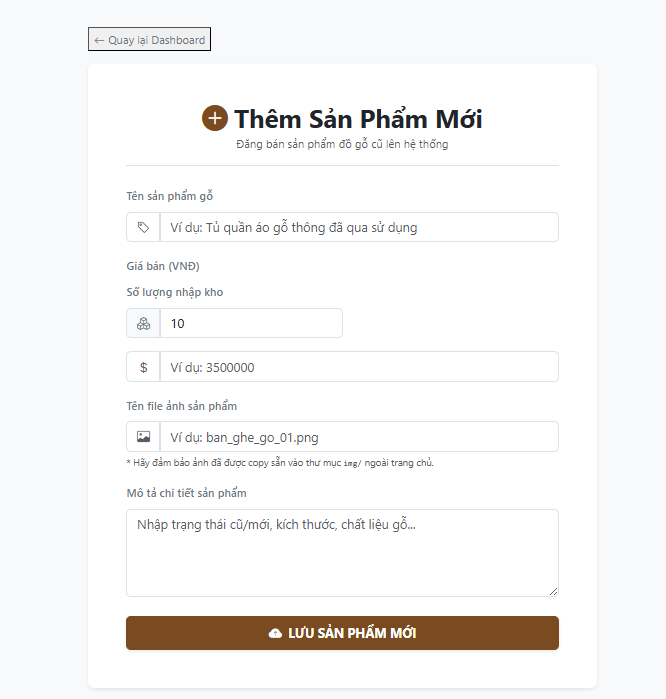 ← Quay lại Dashboard
Thêm Sản Phẩm Mới
Đăng bán sản phẩm đồ gỗ cũ lên hệ thống
Tên sản phẩm gỗ
Ví dụ: Tủ quần áo gỗ thông đã qua sử dụng
Giá bán (VNĐ)
Số lượng nhập kho
10
$ Ví dụ: 3500000
Tên file ảnh sản phẩm
Ví dụ: ban_ghe_go_01.png
* Hãy đảm bảo ảnh đã được copy sẵn vào thư mục img/ ngoài trang chủ.
Mô tả chi tiết sản phẩm
Nhập trạng thái cũ/mới, kích thước, chất liệu gỗ...
LƯU SẢN PHẨM MỚI